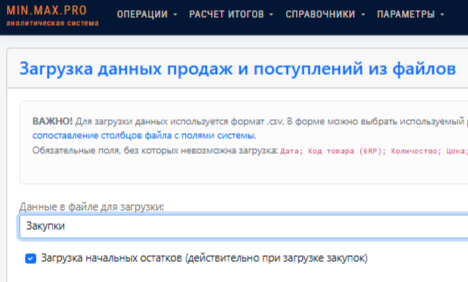 MIN.MAX.PRO
аналитическая система
ОПЕРАЦИИ РАСЧЕТ ИТОГОВ СПРАВОЧНИКИ ПАРАМЕТРЫ
Загрузка данных продаж и поступлений из файлов
ВАЖНО! Для загрузки данных используется формат .csv. В форме можно выбрать используемый
сопоставление столбцов файла с полями системы.
Обязательные поля, без которых невозможна загрузка: Дата; Код товара (ERP); Количество; Цена;
Данные в файле для загрузки:
Закупки
Загрузка начальных остатков (действительно при загрузке закупок)